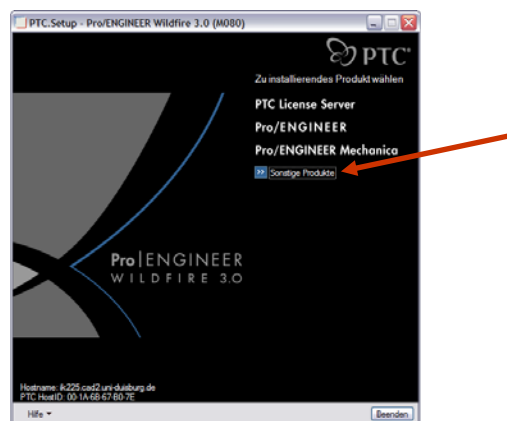 PTC.Setup - Pro/ENGINEER Wildfire 3.0 (M080)
PTC
Zu installierendes Produkt wählen
PTC License Server
Pro/ENGINEER
Pro/ENGINEER Mechanica
>> Sonstige Produkte
Pro|ENGINEER
WILDFIRE 3.0
Hostname: ik225.cad2.uni-duisburg.de
PTC HostID: 00-1A-6B-67-B0-7E
Hilfe
Beenden